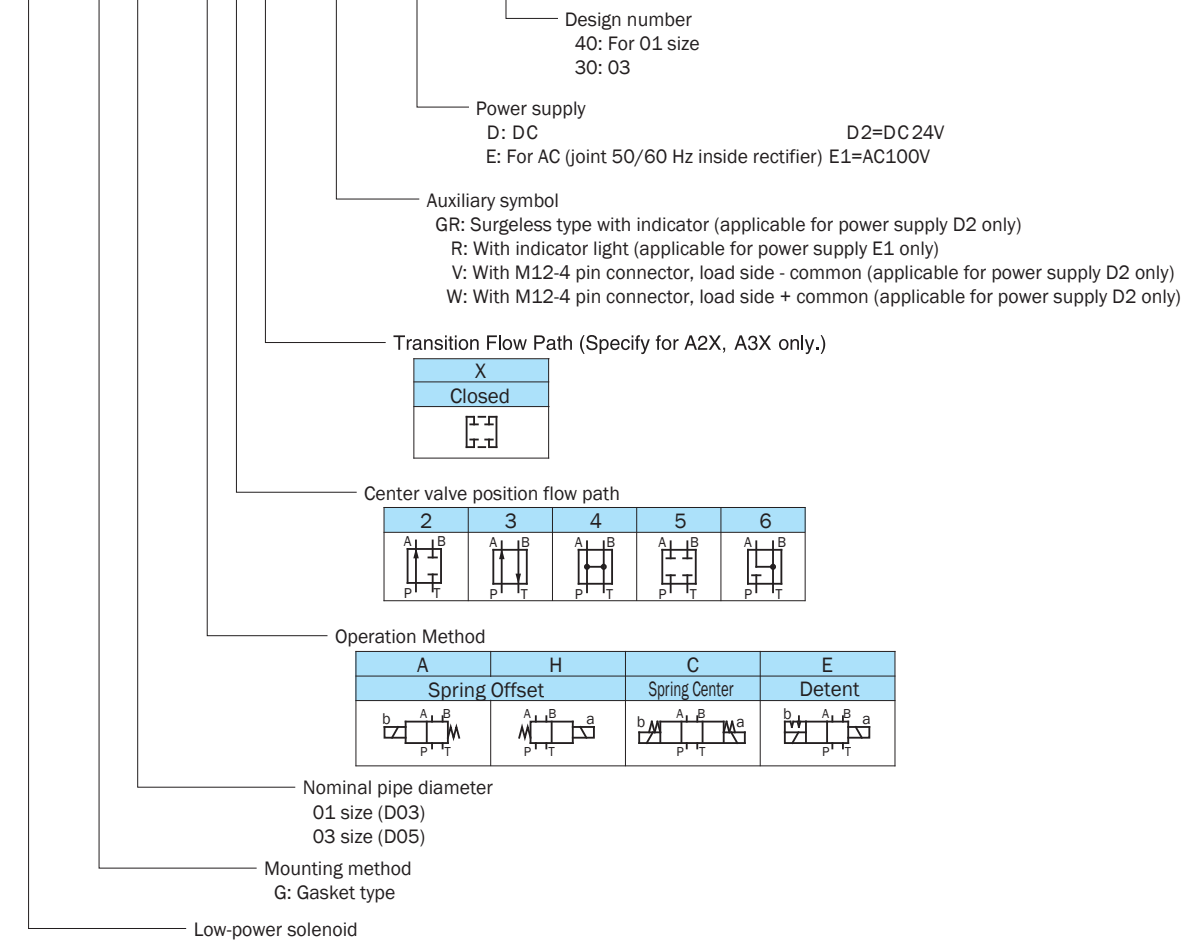 Design number
40: For 01 size
30: 03
Power supply
D: DC D2=DC24V
E: For AC (joint 50/60 Hz inside rectifier) E1=AC100V
Auxiliary symbol
GR: Surgeless type with indicator (applicable for power supply D2 only)
R: With indicator light (applicable for power supply E1 only)
V: With M12-4 pin connector, load side - common (applicable for power supply D2 only)
W: With M12-4 pin connector, load side + common (applicable for power supply D2 only)
Transition Flow Path (Specify for A2X, A3X only.)
X
Closed
Center valve position flow path
2 3 4 5 6
A B A B A B A B A B
P T P T P T P T P T
Operation Method
A H C E
Spring Offset Spring Center Detent
b A B A B a b A B a b A B a
P T P T P T P T
Nominal pipe diameter
01 size (D03)
03 size (D05)
Mounting method
G: Gasket type
Low-power solenoid